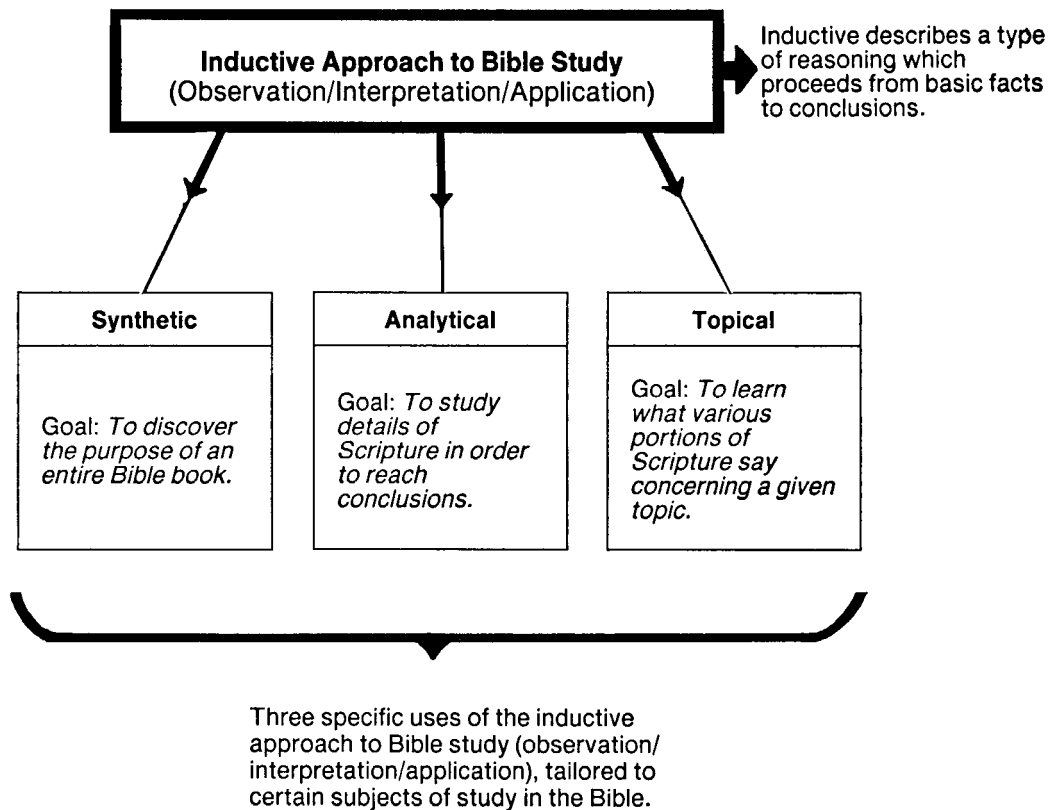 Inductive Approach to Bible Study
(Observation/Interpretation/Application)
Inductive describes a type
of reasoning which
proceeds from basic facts
to conclusions.
Synthetic
Goal: To discover
the purpose of an
entire Bible book.
Analytical
Goal: To study
details of
Scripture in order
to reach
conclusions.
Topical
Goal: To learn
what various
portions of
Scripture say
concerning a given
topic.
Three specific uses of the inductive
approach to Bible study (observation/
interpretation/application), tailored to
certain subjects of study in the Bible.